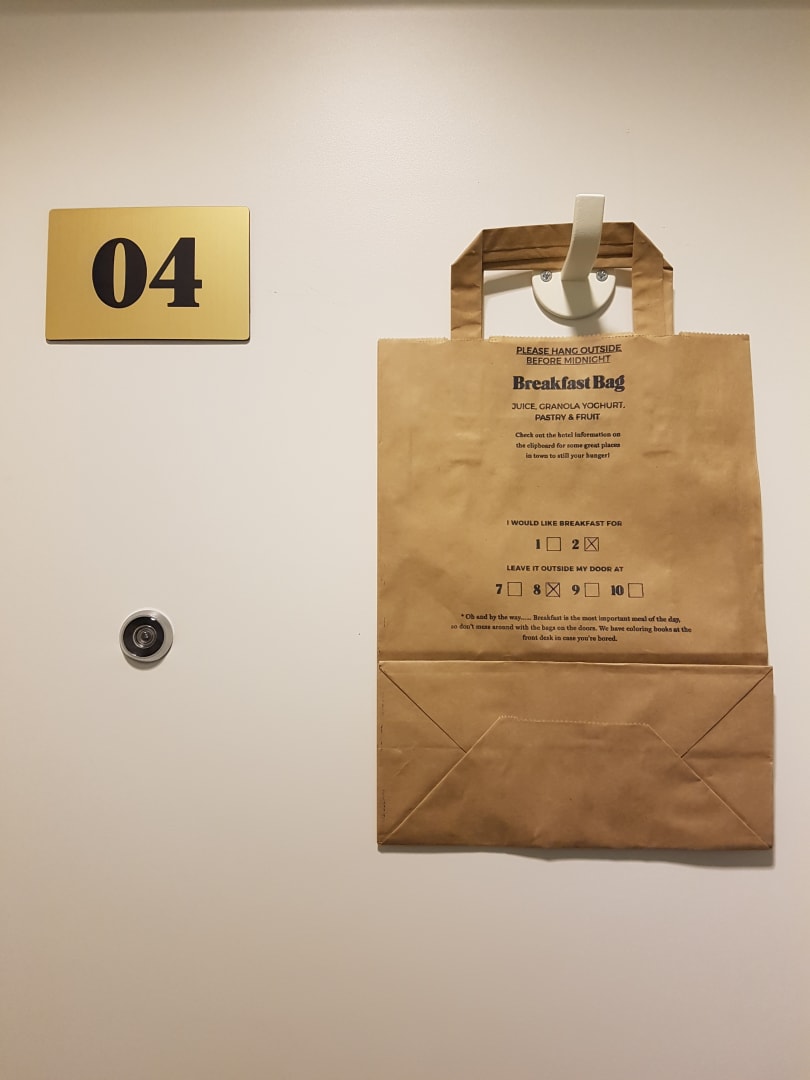 04
PLEASE HANG OUTSIDE
BEFORE MIDNIGHT
Breakfast Bag
JUICE, GRANOLA YOGHURT,
PASTRY & FRUIT
Check out the hotel information on
the clipboard for some great places
in town to still your hunger!
I WOULD LIKE BREAKFAST FOR
1 ☐ 2 ☒
LEAVE IT OUTSIDE MY DOOR AT
7 ☐ 8 ☒ 9 ☐ 10 ☐
* Oh and by the way...... Breakfast is the most important meal of the day,
so don't mess around with the bags on the doors. We have coloring books at the
front desk in case you're bored.